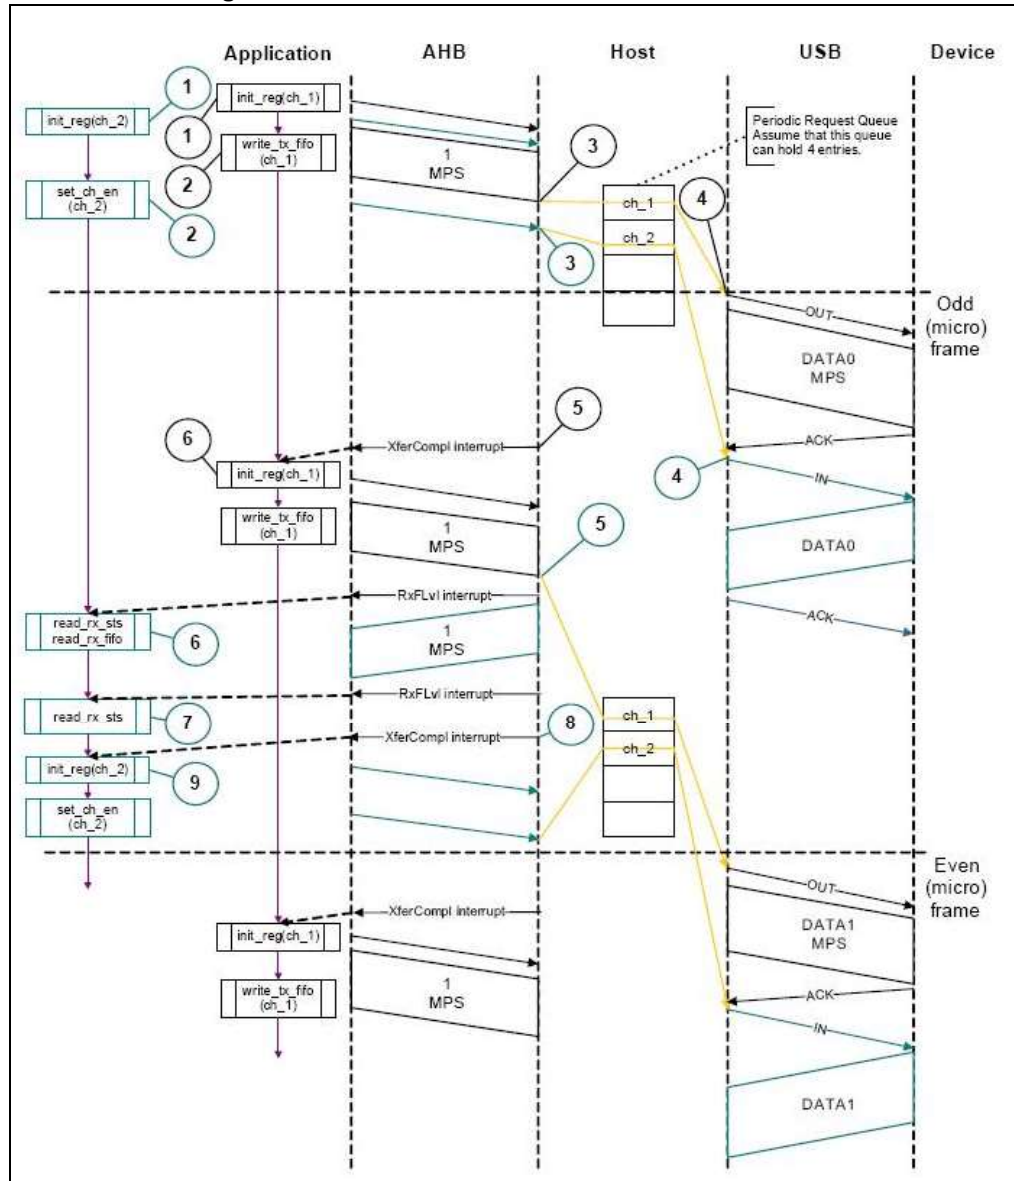 Application
AHB
Host
USB
Device
1
init_reg(ch_1)
init_reg(ch_2)
1
write_tx_fifo
(ch_1)
1
MPS
3
Periodic Request Queue
Assume that this queue
can hold 4 entries.
2
set_ch_en
(ch_2)
2
4
ch_1
ch_2
3
Odd
(micro)
frame
OUT
DATA0
MPS
5
6
XferCompl interrupt
ACK
init_reg(ch_1)
4
IN
write_tx_fifo
(ch_1)
1
MPS
5
DATA0
RxFLvl interrupt
ACK
read_rx_sts
read_rx_fifo
6
1
MPS
RxFLvl interrupt
read_rx_sts
7
ch_1
8
XferCompl interrupt
ch_2
init_reg(ch_2)
9
set_ch_en
(ch_2)
Even
(micro)
frame
OUT
XferCompl interrupt
DATA1
MPS
init_reg(ch_1)
write_tx_fifo
(ch_1)
1
MPS
ACK
IN
DATA1